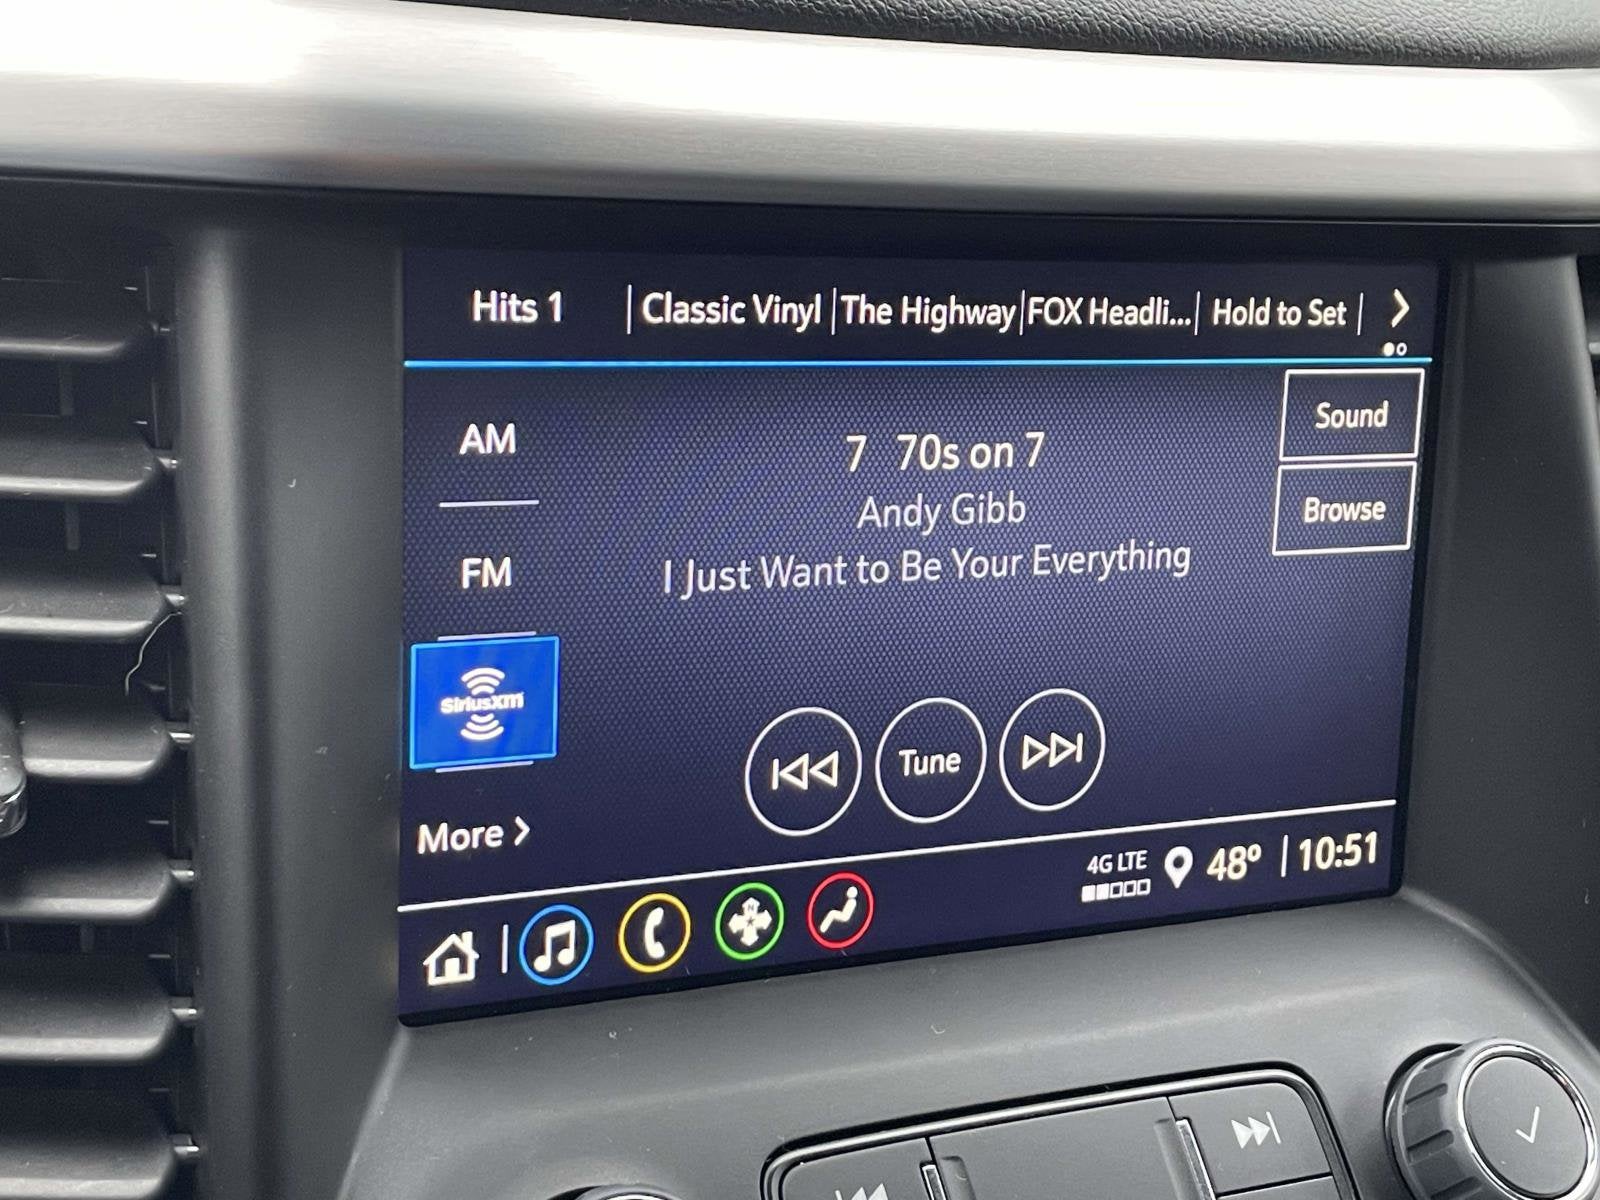 Hits 1 | Classic Vinyl | The Highway | FOX Headli... | Hold to Set |
AM
7 70s on 7
Sound
Andy Gibb
Browse
FM
I Just Want to Be Your Everything
SiriusXM
Tune
More
4G LTE
48° | 10:51